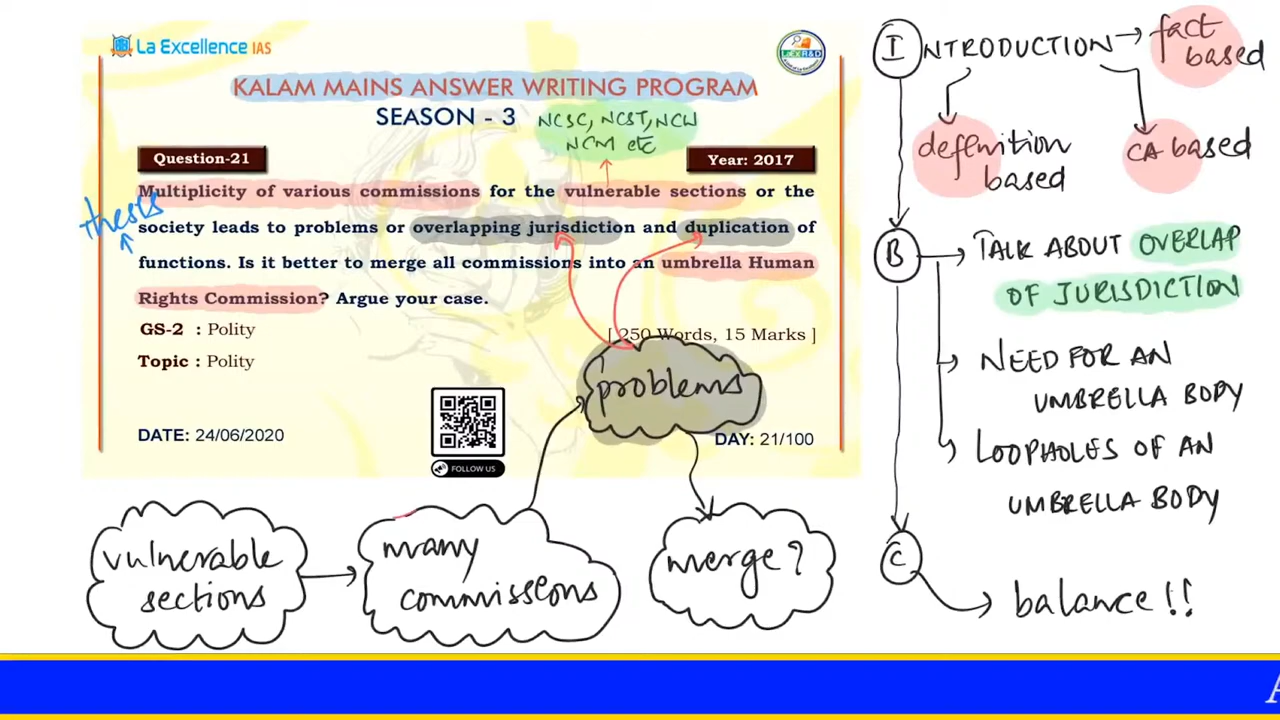 La Excellence IAS
KALAM MAINS ANSWER WRITING PROGRAM
SEASON - 3
NCSC, NCST, NCW
NCM etc
Question-21
Year: 2017
Multiplicity of various commissions for the vulnerable sections or the
thesis
society leads to problems or overlapping jurisdiction and duplication of
functions. Is it better to merge all commissions into an umbrella Human
Rights Commission? Argue your case.
GS-2 : Polity
[ 250 Words, 15 Marks ]
Topic : Polity
problems
DATE: 24/06/2020
FOLLOW US
DAY: 21/100
vulnerable
sections
many
commissions
merge?
INTRODUCTION → fact
based
definition
based
CA based
B → TALK ABOUT OVERLAP
OF JURISDICTION
NEED FOR AN
UMBRELLA BODY
LOOPHOLES OF AN
UMBRELLA BODY
C
balance!!
A